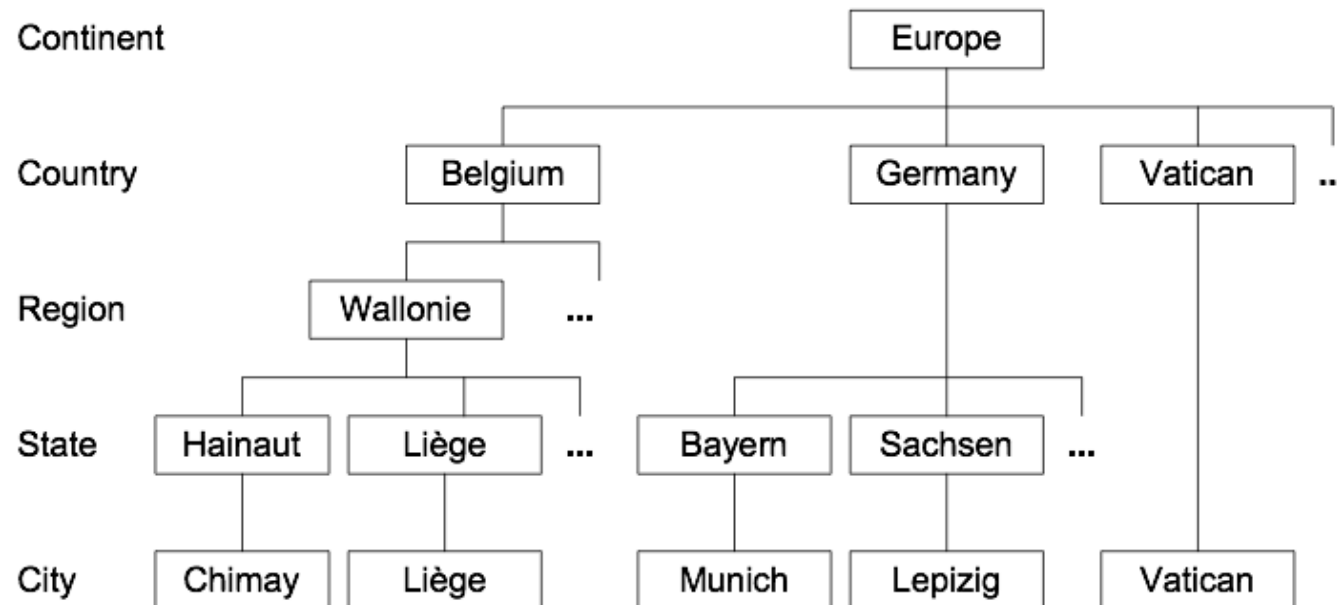 Continent Europe
Country Belgium Germany Vatican ..
Region Wallonie ...
State Hainaut Liège ... Bayern Sachsen ...
City Chimay Liège Munich Lepizig Vatican